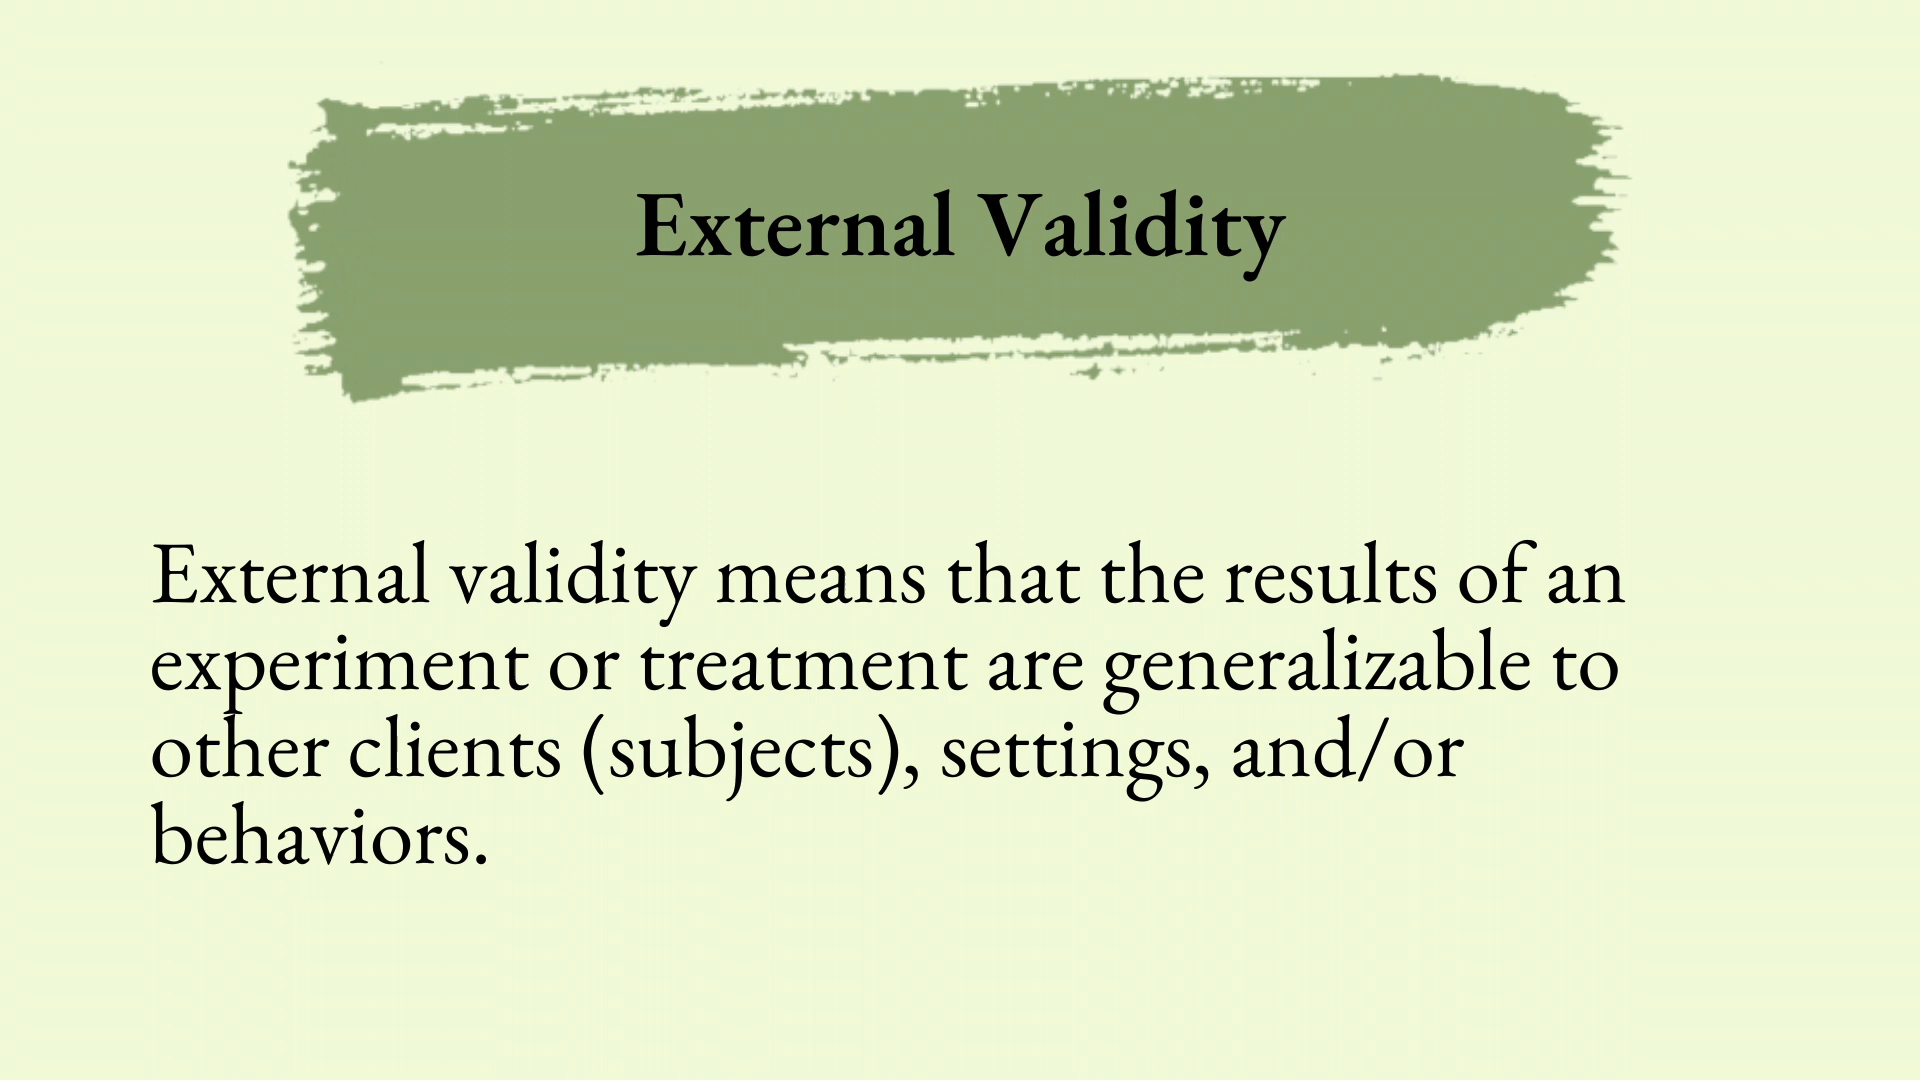 External Validity
External validity means that the results of an
experiment or treatment are generalizable to
other clients (subjects), settings, and/or
behaviors.